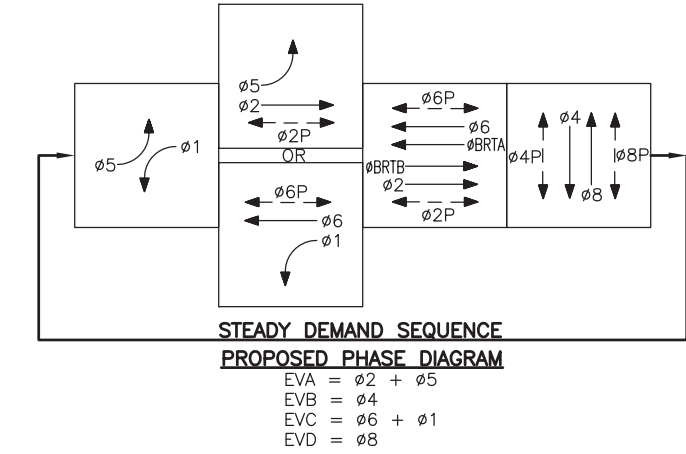 ø5
ø1
ø5
ø2
ø2P
OR
ø6P
ø6
ø1
ø6P
ø6
øBRTA
øBRTB
ø2
ø2P
ø4P
ø4
ø8
ø8P
STEADY DEMAND SEQUENCE
PROPOSED PHASE DIAGRAM
EVA = ø2 + ø5
EVB = ø4
EVC = ø6 + ø1
EVD = ø8